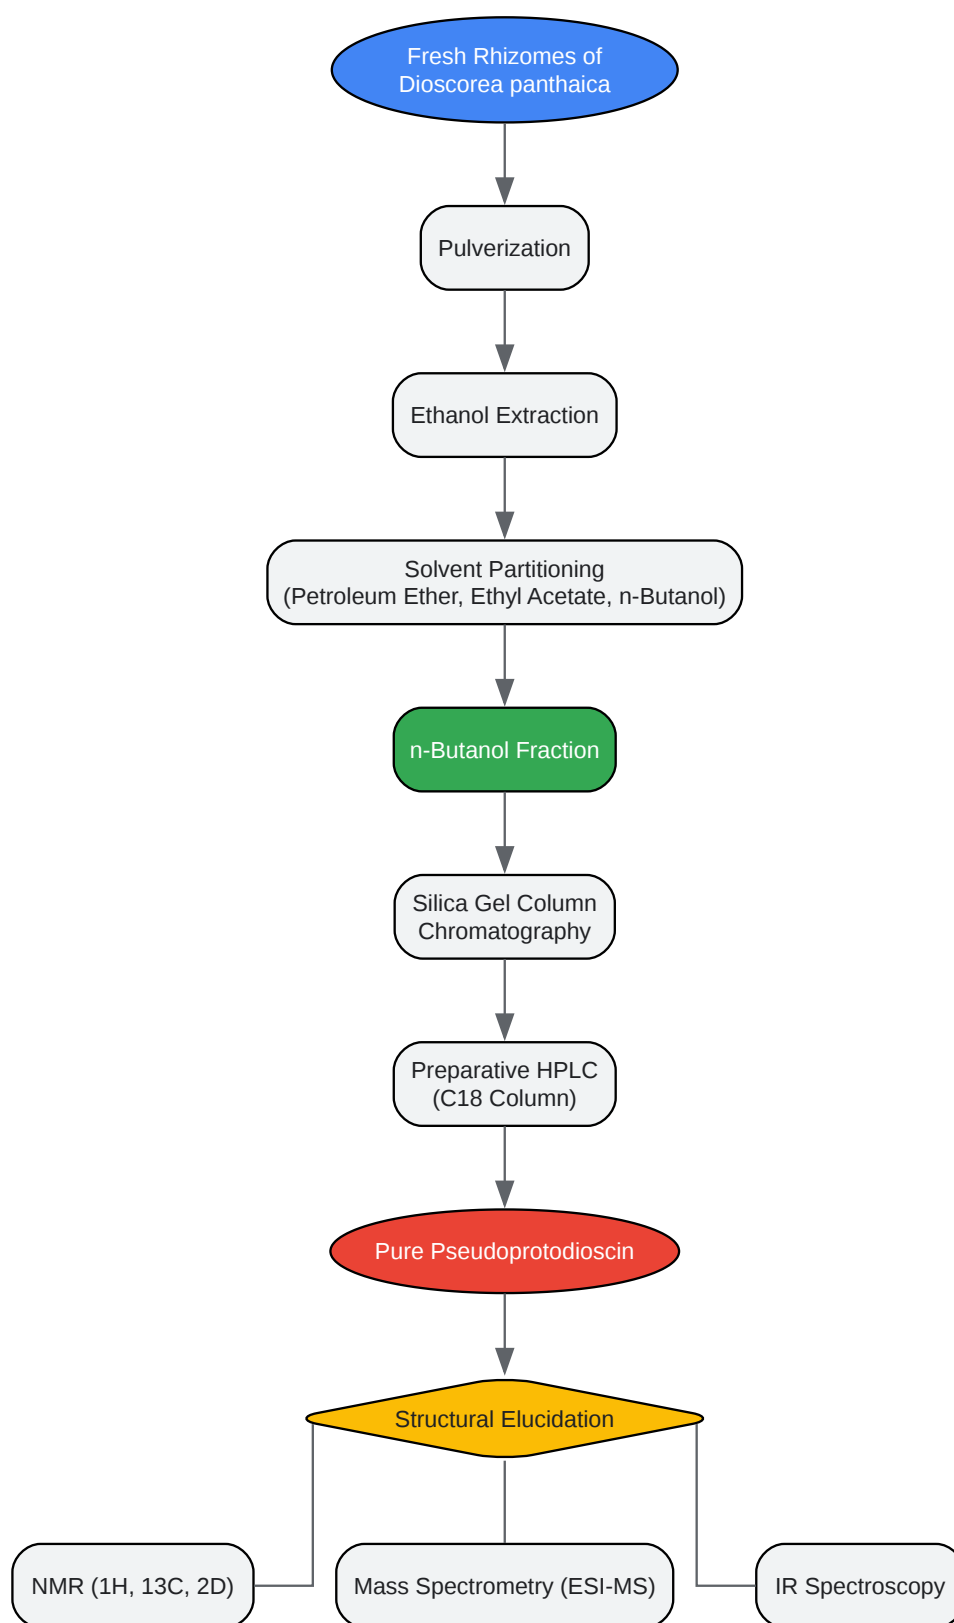 Fresh Rhizomes of
Dioscorea panthaica
Pulverization
Ethanol Extraction
Solvent Partitioning
(Petroleum Ether, Ethyl Acetate, n-Butanol)
n-Butanol Fraction
Silica Gel Column
Chromatography
Preparative HPLC
(C18 Column)
Pure Pseudoprotodioscin
Structural Elucidation
NMR (1H, 13C, 2D)
Mass Spectrometry (ESI-MS)
IR Spectroscopy